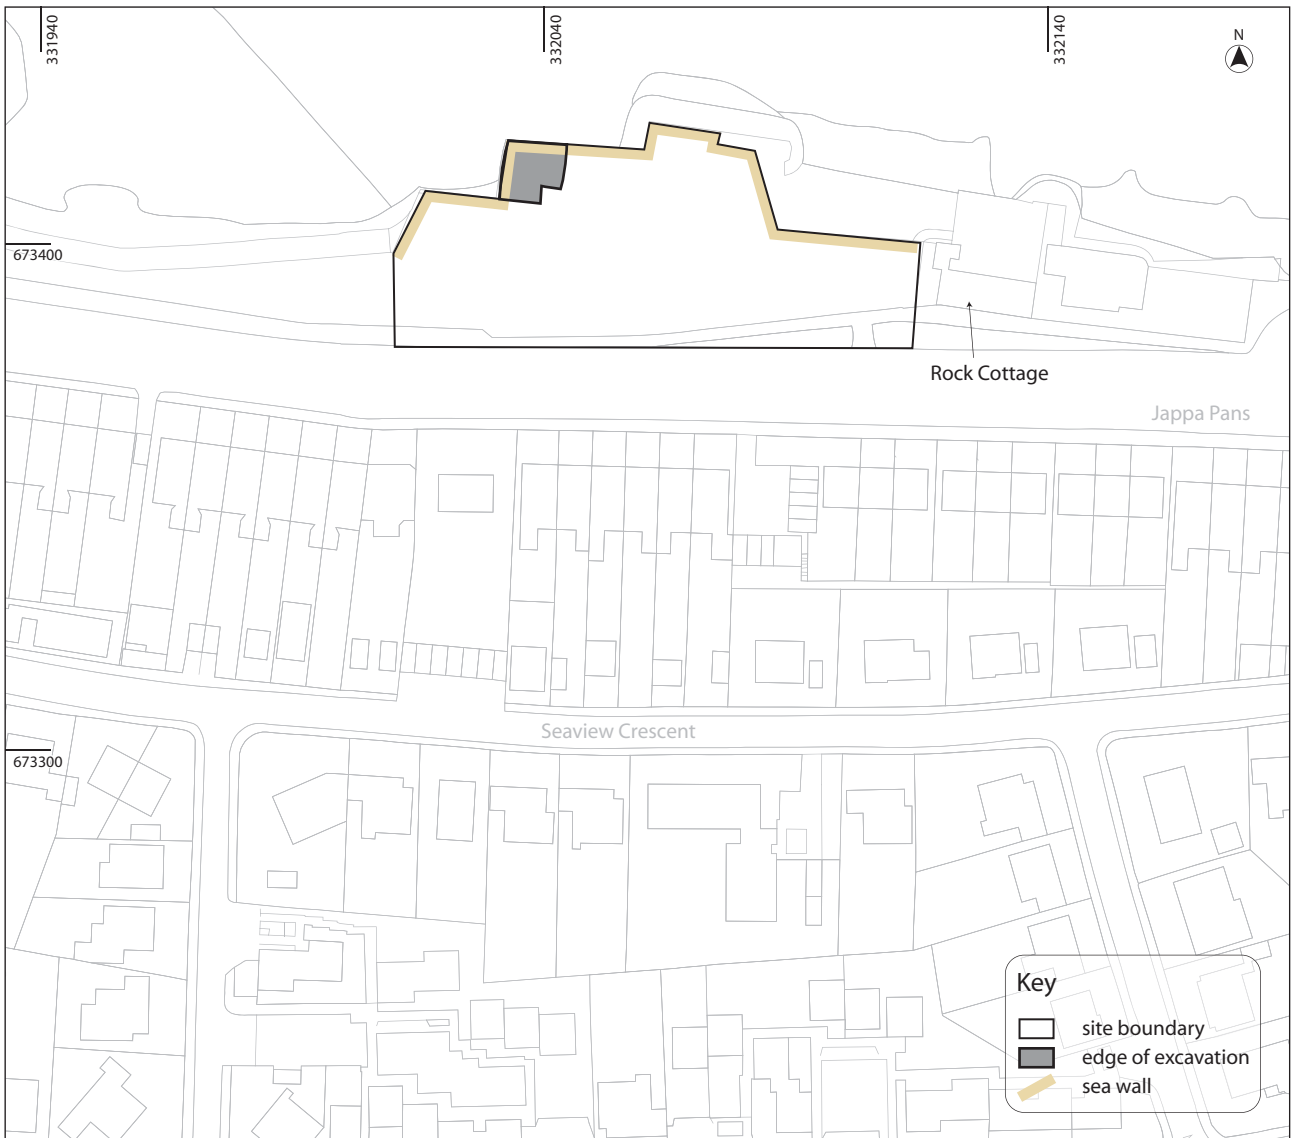 331940
332040
332140
N
673400
Rock Cottage
Jappa Pans
Seaview Crescent
673300
Key
site boundary
edge of excavation
sea wall